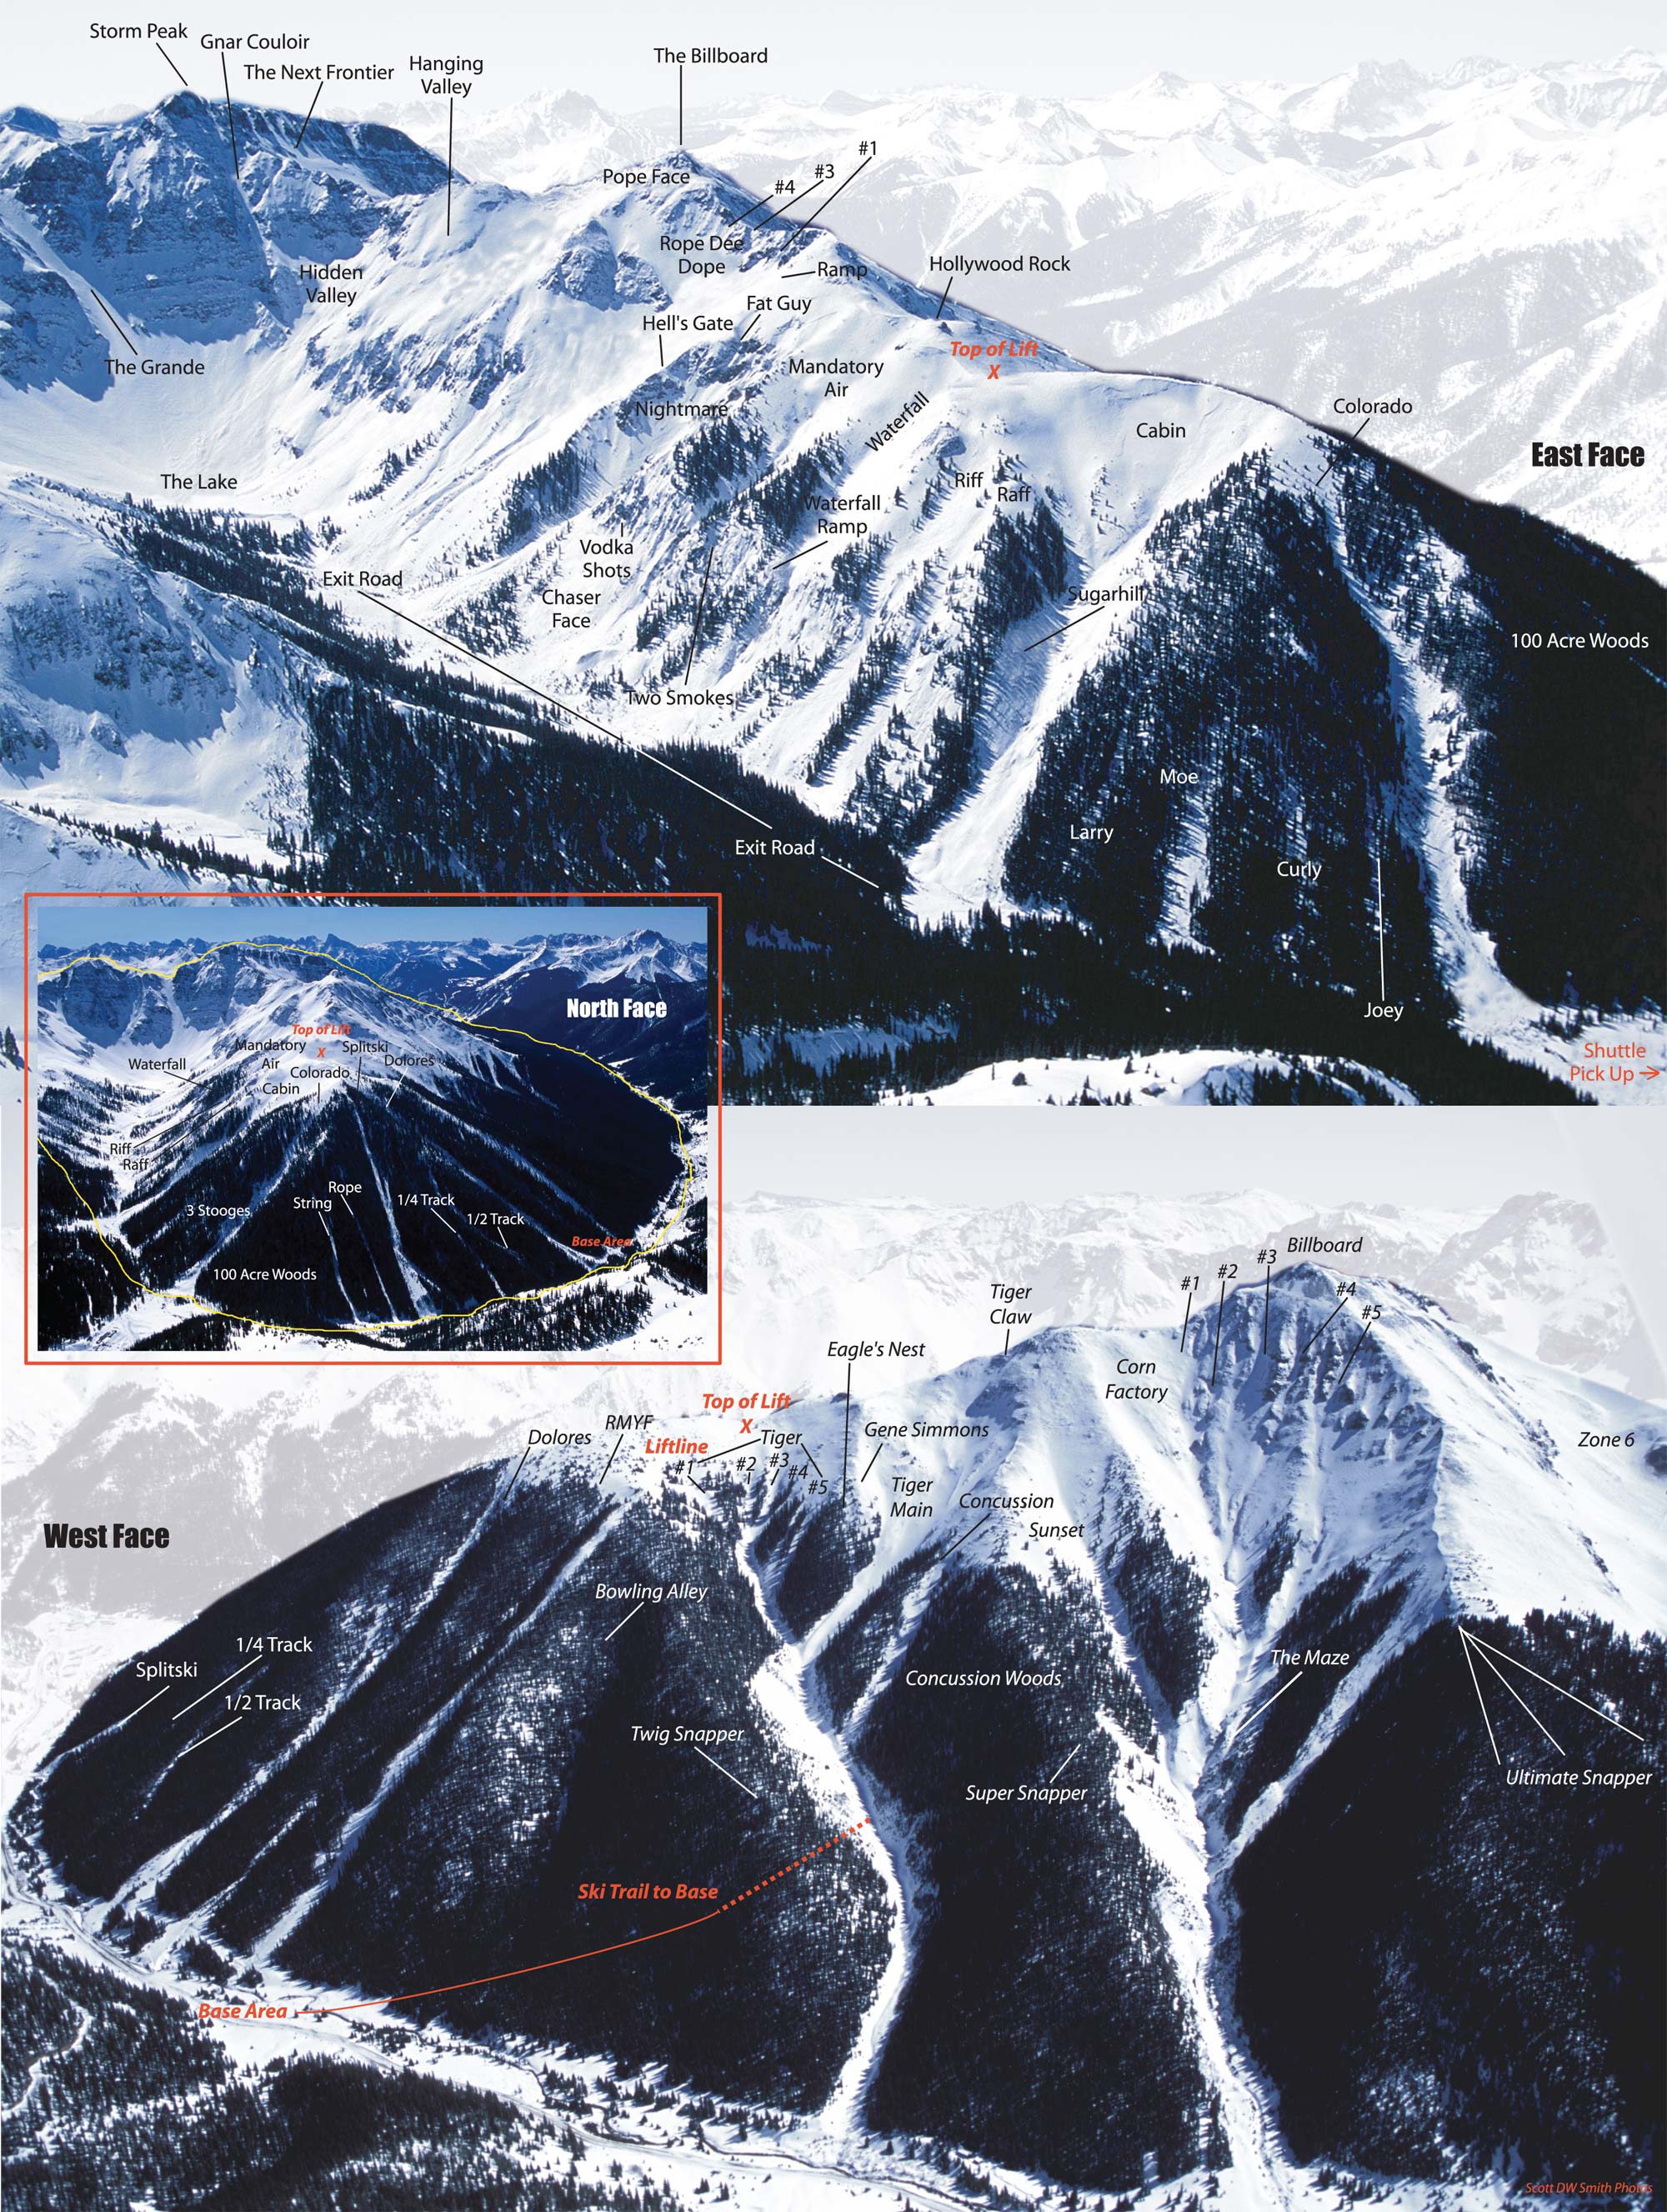 Storm Peak
Gnar Couloir
The Next Frontier
Hanging
Valley
The Billboard
Pope Face
#1
#3
#4
Rope Dee
Dope
Ramp
Hollywood Rock
Hidden
Valley
Fat Guy
Hell's Gate
The Grande
Top of Lift
X
Mandatory
Air
Nightmare
Waterfall
Colorado
Cabin
East Face
The Lake
Riff
Raff
Waterfall
Ramp
Vodka
Shots
Exit Road
Chaser
Face
Sugarhill
100 Acre Woods
Two Smokes
Moe
Larry
Exit Road
Curly
Joey
Shuttle
Pick Up →
North Face
Top of Lift
X
Mandatory
Air
Splitski
Dolores
Waterfall
Colorado
Cabin
Riff
Raff
Rope
String
3 Stooges
1/4 Track
1/2 Track
Base Area
100 Acre Woods
Billboard
#1
#2
#3
#4
#5
Tiger
Claw
Eagle's Nest
Corn
Factory
Top of Lift
X
RMYF
Dolores
Liftline
Tiger
#1
#2
#3
#4
#5
Gene Simmons
Zone 6
Tiger
Main
Concussion
Sunset
West Face
Bowling Alley
1/4 Track
Splitski
1/2 Track
Concussion Woods
The Maze
Twig Snapper
Super Snapper
Ultimate Snapper
Ski Trail to Base
Base Area
Scott DW Smith Photos